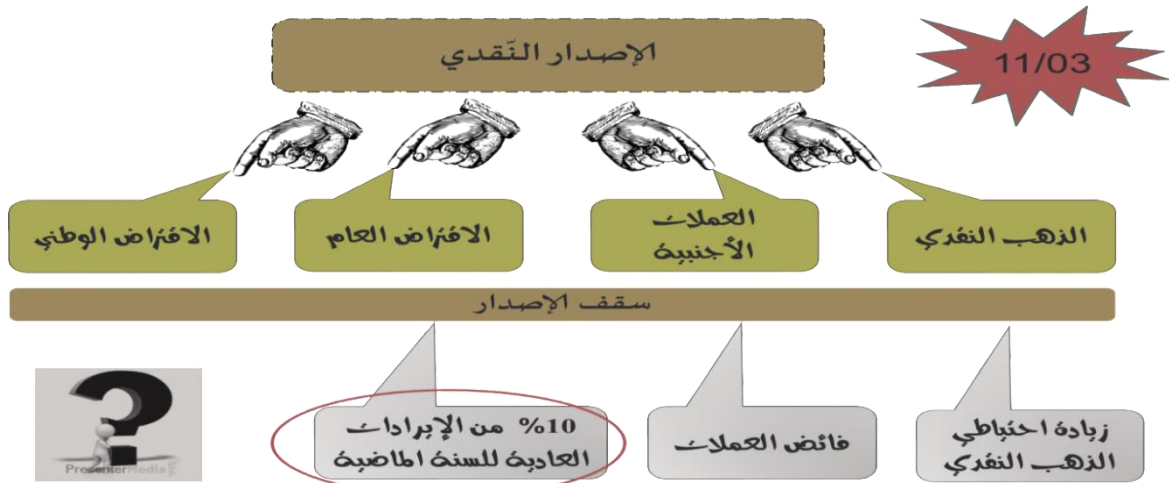 الإصدار النّقدي
11/03
الذهب النقدي
العملات
الأجنبية
الاقتراض العام
الاقتراض الوطني
سقف الإصدار
زيادة احتياطي
الذهب النقدي
فائض العملات
10% من الإيرادات
العادية للسنة الماضية
PresenterMedia